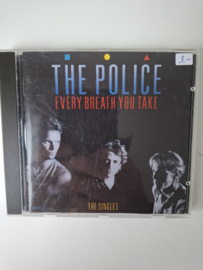 THE POLICE
EVERY BREATH YOU TAKE
THE SINGLES